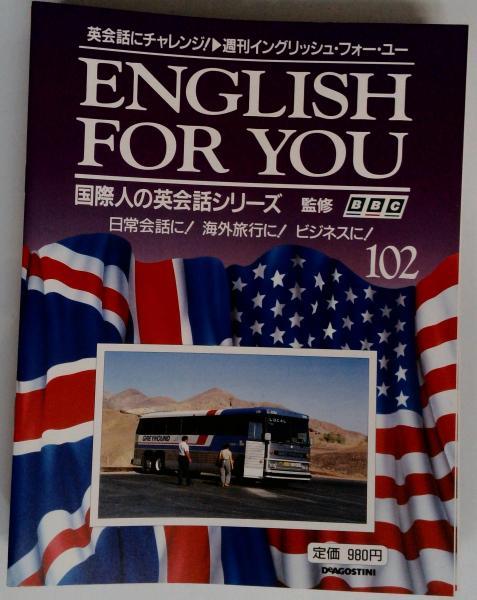 英会話にチャレンジ!▶週刊イングリッシュ・フォー・ユー
ENGLISH
FOR YOU
国際人の英会話シリーズ 監修 BBC
日常会話に! 海外旅行に! ビジネスに!
102
LOCAL
GREYHOUND
定価 980円
DeAGOSTINI